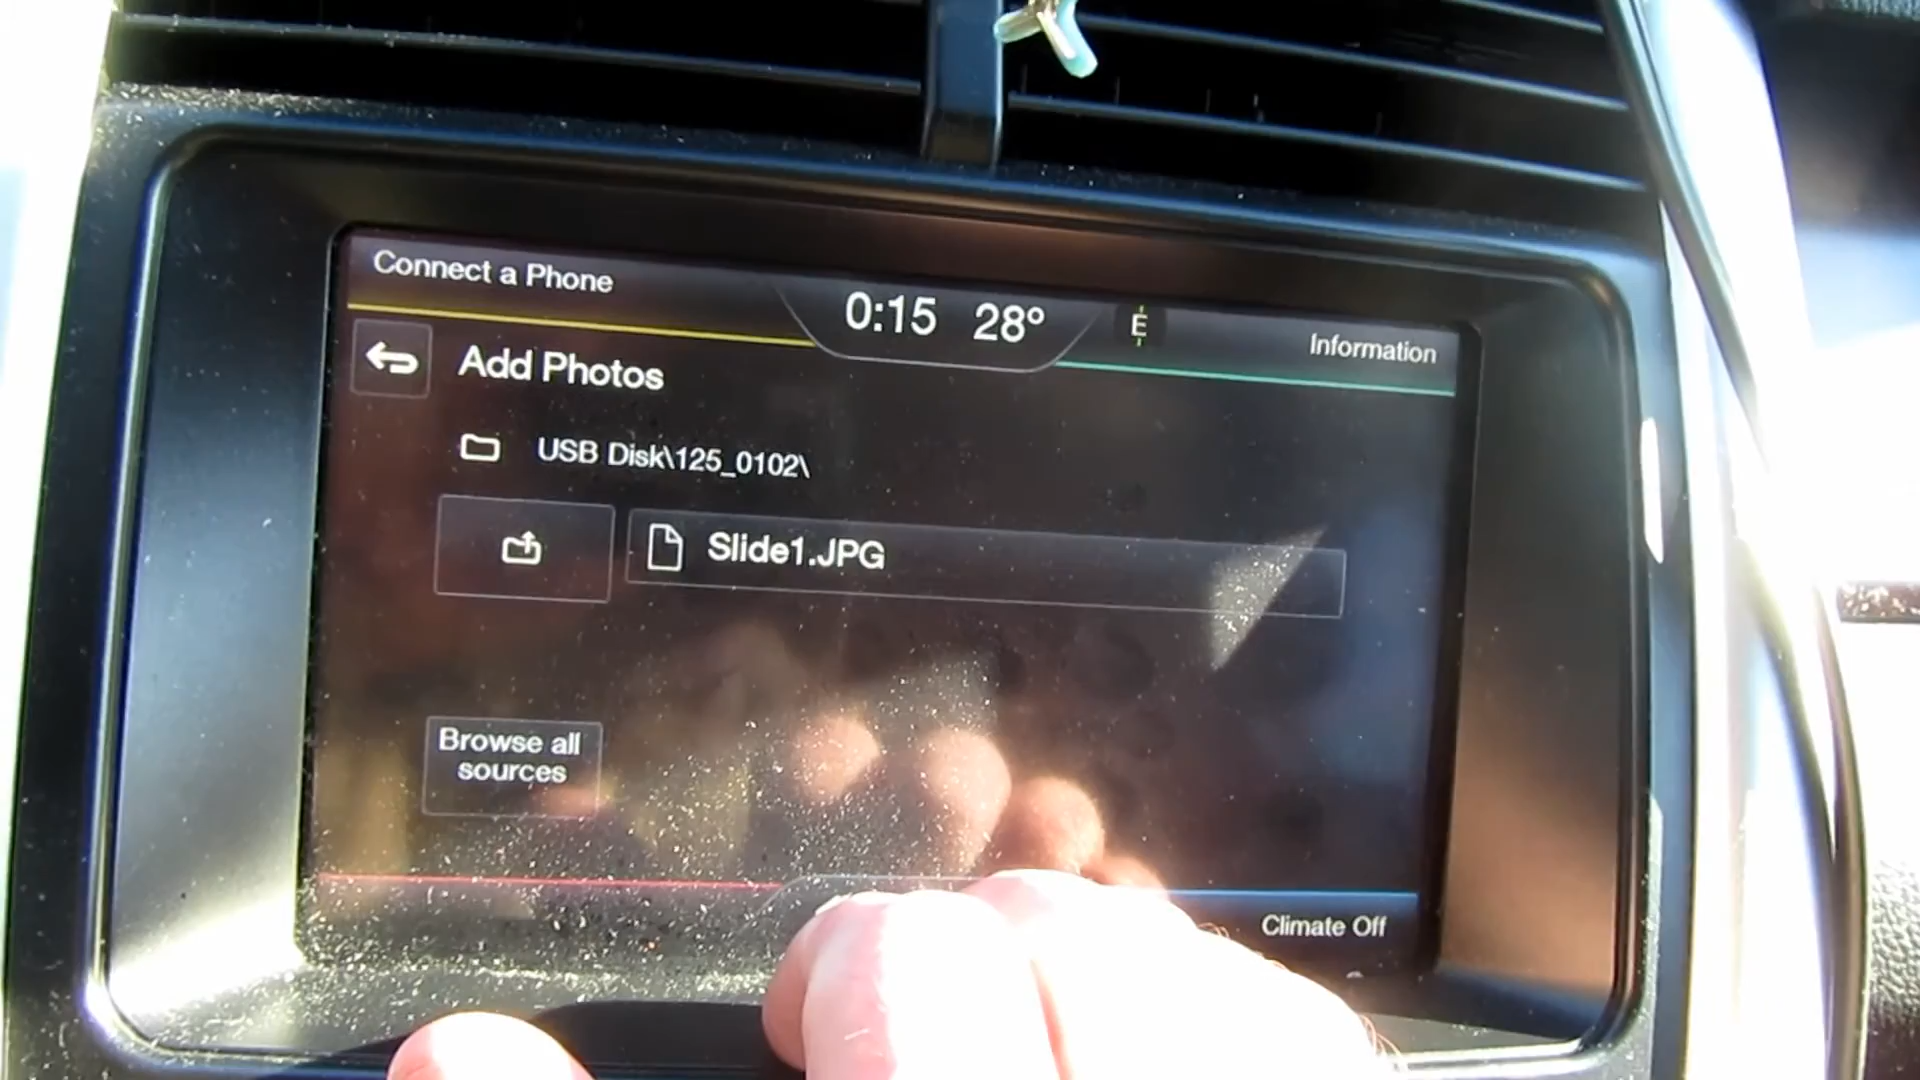 Connect a Phone
0:15 28°
E
Information
Add Photos
USB Disk\125_0102\
Slide1.JPG
Browse all
sources
Climate Off